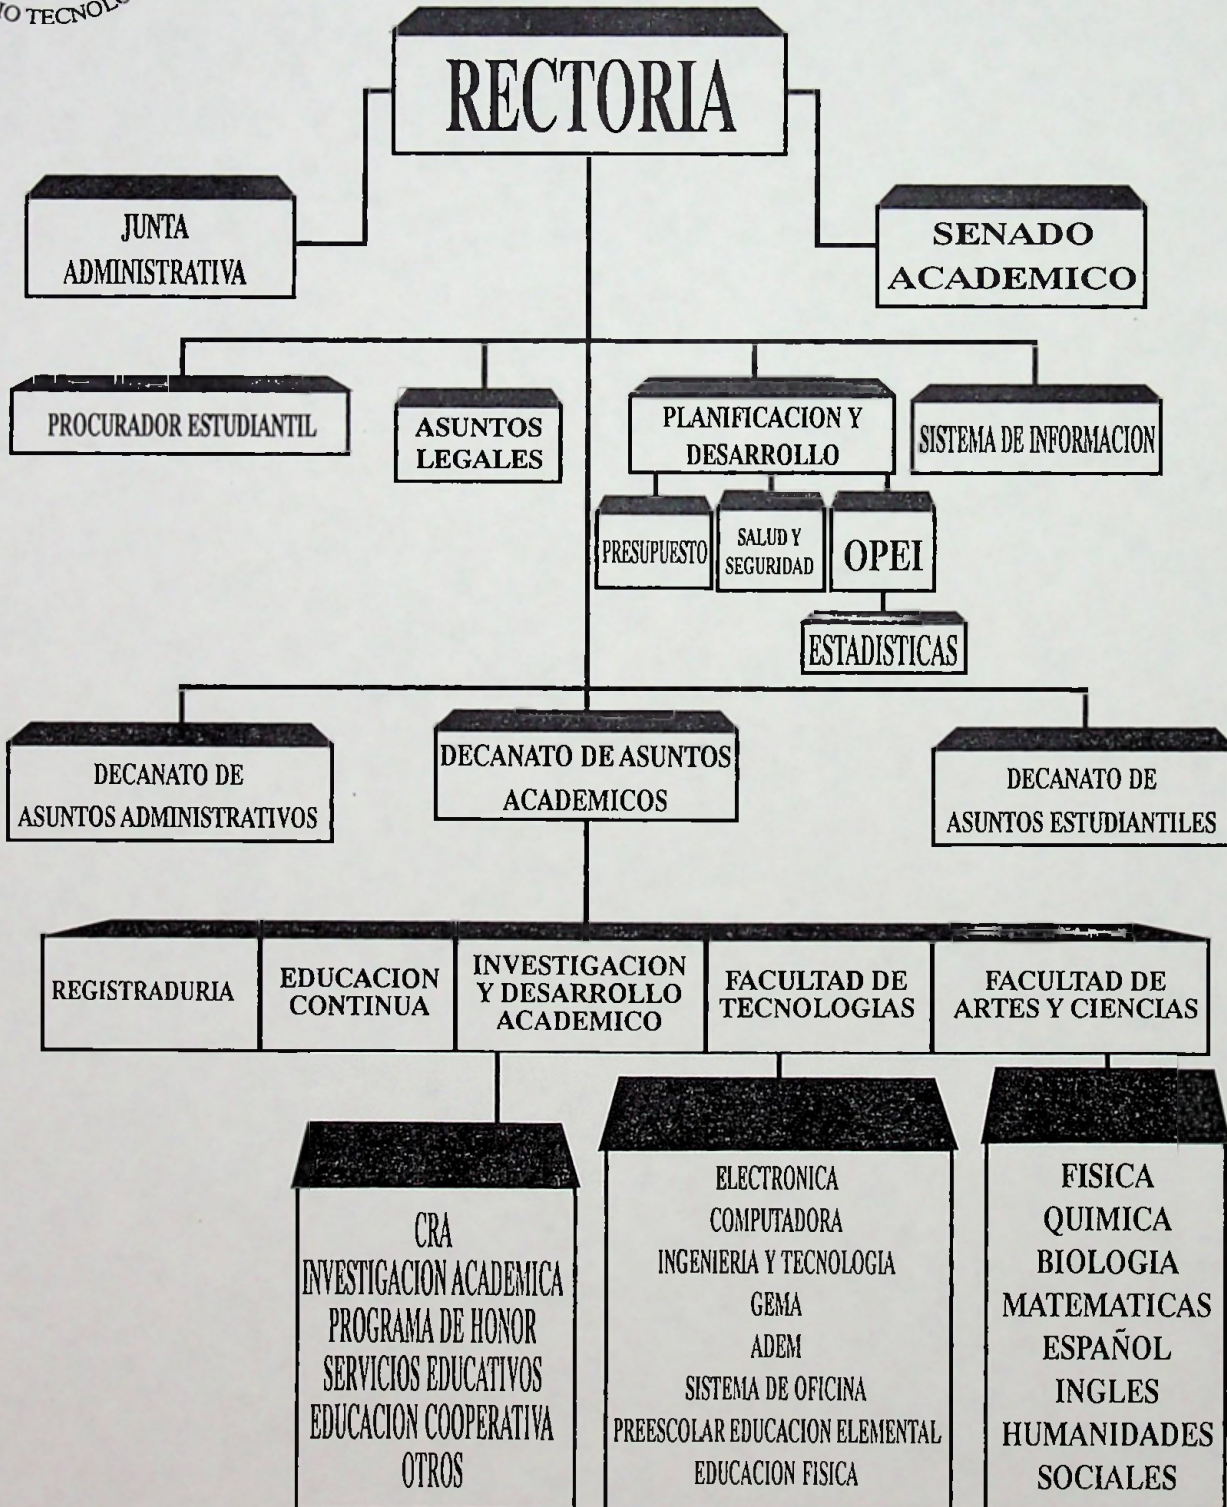 RECTORIA
JUNTA
ADMINISTRATIVA
SENADO
ACADEMICO
PROCURADOR ESTUDIANTIL
ASUNTOS
LEGALES
PLANIFICACION Y
DESARROLLO
SISTEMA DE INFORMACION
PRESUPUESTO
SALUD Y
SEGURIDAD
OPEI
ESTADISTICAS
DECANATO DE
ASUNTOS ADMINISTRATIVOS
DECANATO DE ASUNTOS
ACADEMICOS
DECANATO DE
ASUNTOS ESTUDIANTILES
REGISTRADURIA
EDUCACION
CONTINUA
INVESTIGACION
Y DESARROLLO
ACADEMICO
FACULTAD DE
TECNOLOGIAS
FACULTAD DE
ARTES Y CIENCIAS
CRA
INVESTIGACION ACADEMICA
PROGRAMA DE HONOR
SERVICIOS EDUCATIVOS
EDUCACION COOPERATIVA
OTROS
ELECTRONICA
COMPUTADORA
INGENIERIA Y TECNOLOGIA
GEMA
ADEM
SISTEMA DE OFICINA
PREESCOLAR EDUCACION ELEMENTAL
EDUCACION FISICA
FISICA
QUIMICA
BIOLOGIA
MATEMATICAS
ESPAÑOL
INGLES
HUMANIDADES
SOCIALES